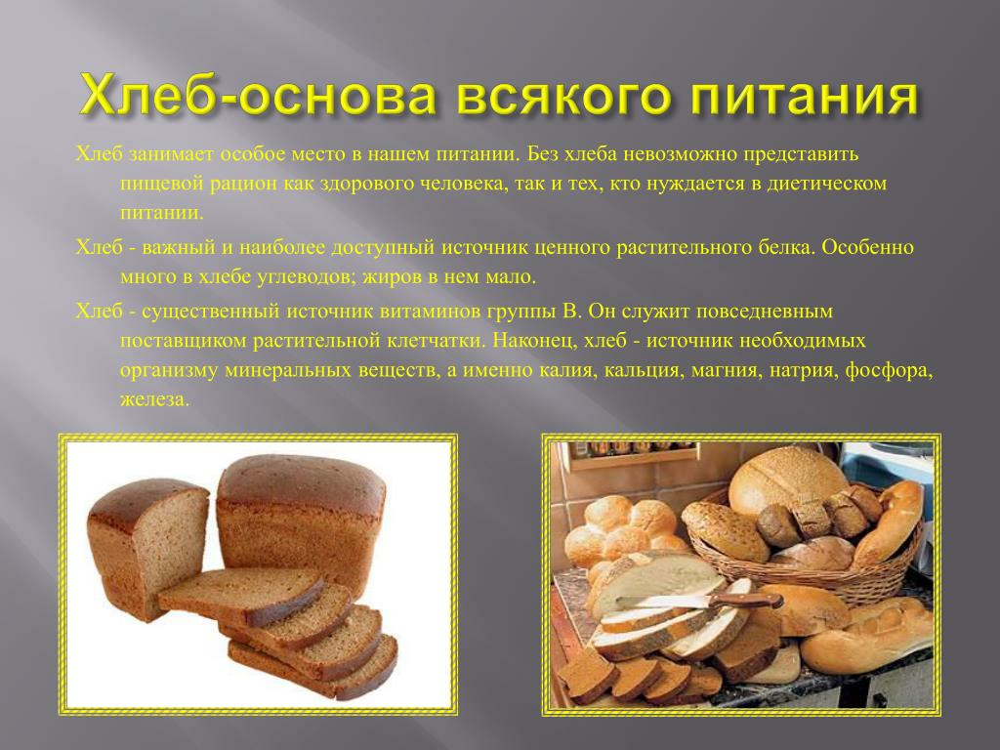 Хлеб-основа всякого питания
Хлеб занимает особое место в нашем питании. Без хлеба невозможно представить
пищевой рацион как здорового человека, так и тех, кто нуждается в диетическом
питании.
Хлеб - важный и наиболее доступный источник ценного растительного белка. Особенно
много в хлебе углеводов; жиров в нем мало.
Хлеб - существенный источник витаминов группы В. Он служит повседневным
поставщиком растительной клетчатки. Наконец, хлеб - источник необходимых
организму минеральных веществ, а именно калия, кальция, магния, натрия, фосфора,
железа.